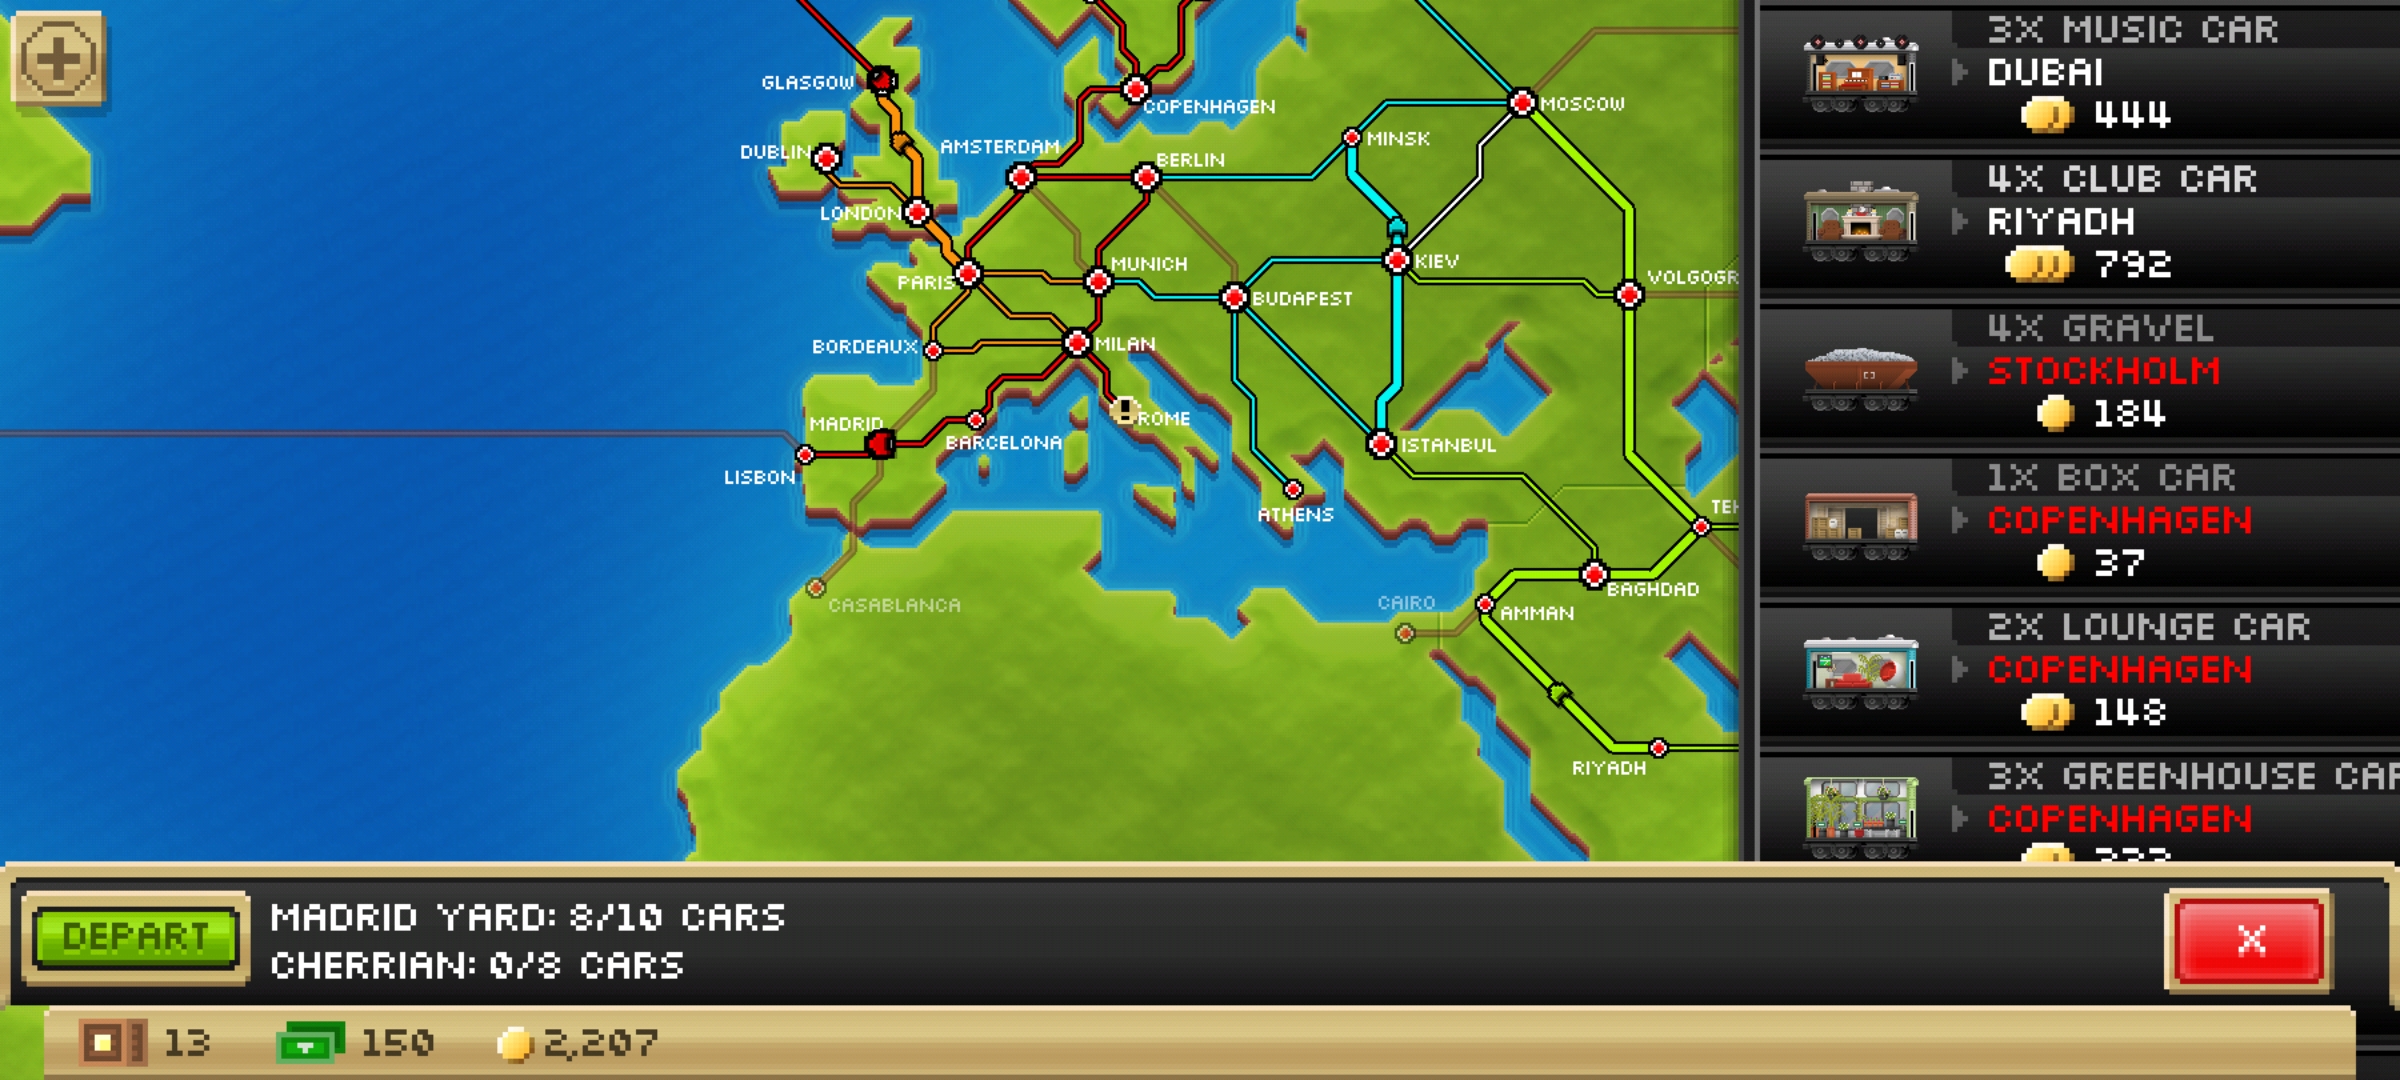 GLASGOW
COPENHAGEN
MOSCOW
MINSK
AMSTERDAM
BERLIN
DUBLIN
LONDON
KIEV
MUNICH
PARIS
VOLGOGR
BUDAPEST
BORDEAUX
MILAN
MADRID
ROME
BARCELONA
ISTANBUL
LISBON
ATHENS
TEH
BAGHDAD
CASABLANCA
CAIRO
AMMAN
RIYADH
3X MUSIC CAR
DUBAI
444
4X CLUB CAR
RIYADH
792
4X GRAVEL
STOCKHOLM
184
1X BOX CAR
COPENHAGEN
37
2X LOUNGE CAR
COPENHAGEN
148
3X GREENHOUSE CAR
COPENHAGEN
DEPART
MADRID YARD: 8/10 CARS
CHERRIAN: 0/8 CARS
X
13
150
2,207